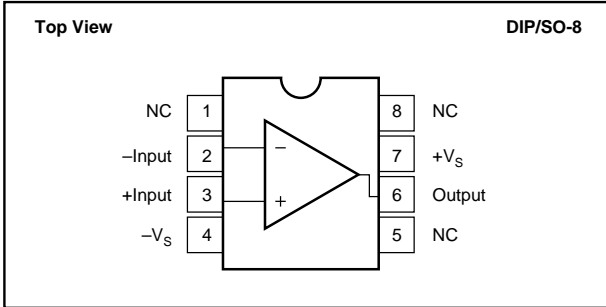 Top View DIP/SO-8
NC 1 8 NC
–Input 2 – 7 +VS
+Input 3 + 6 Output
–VS 4 5 NC